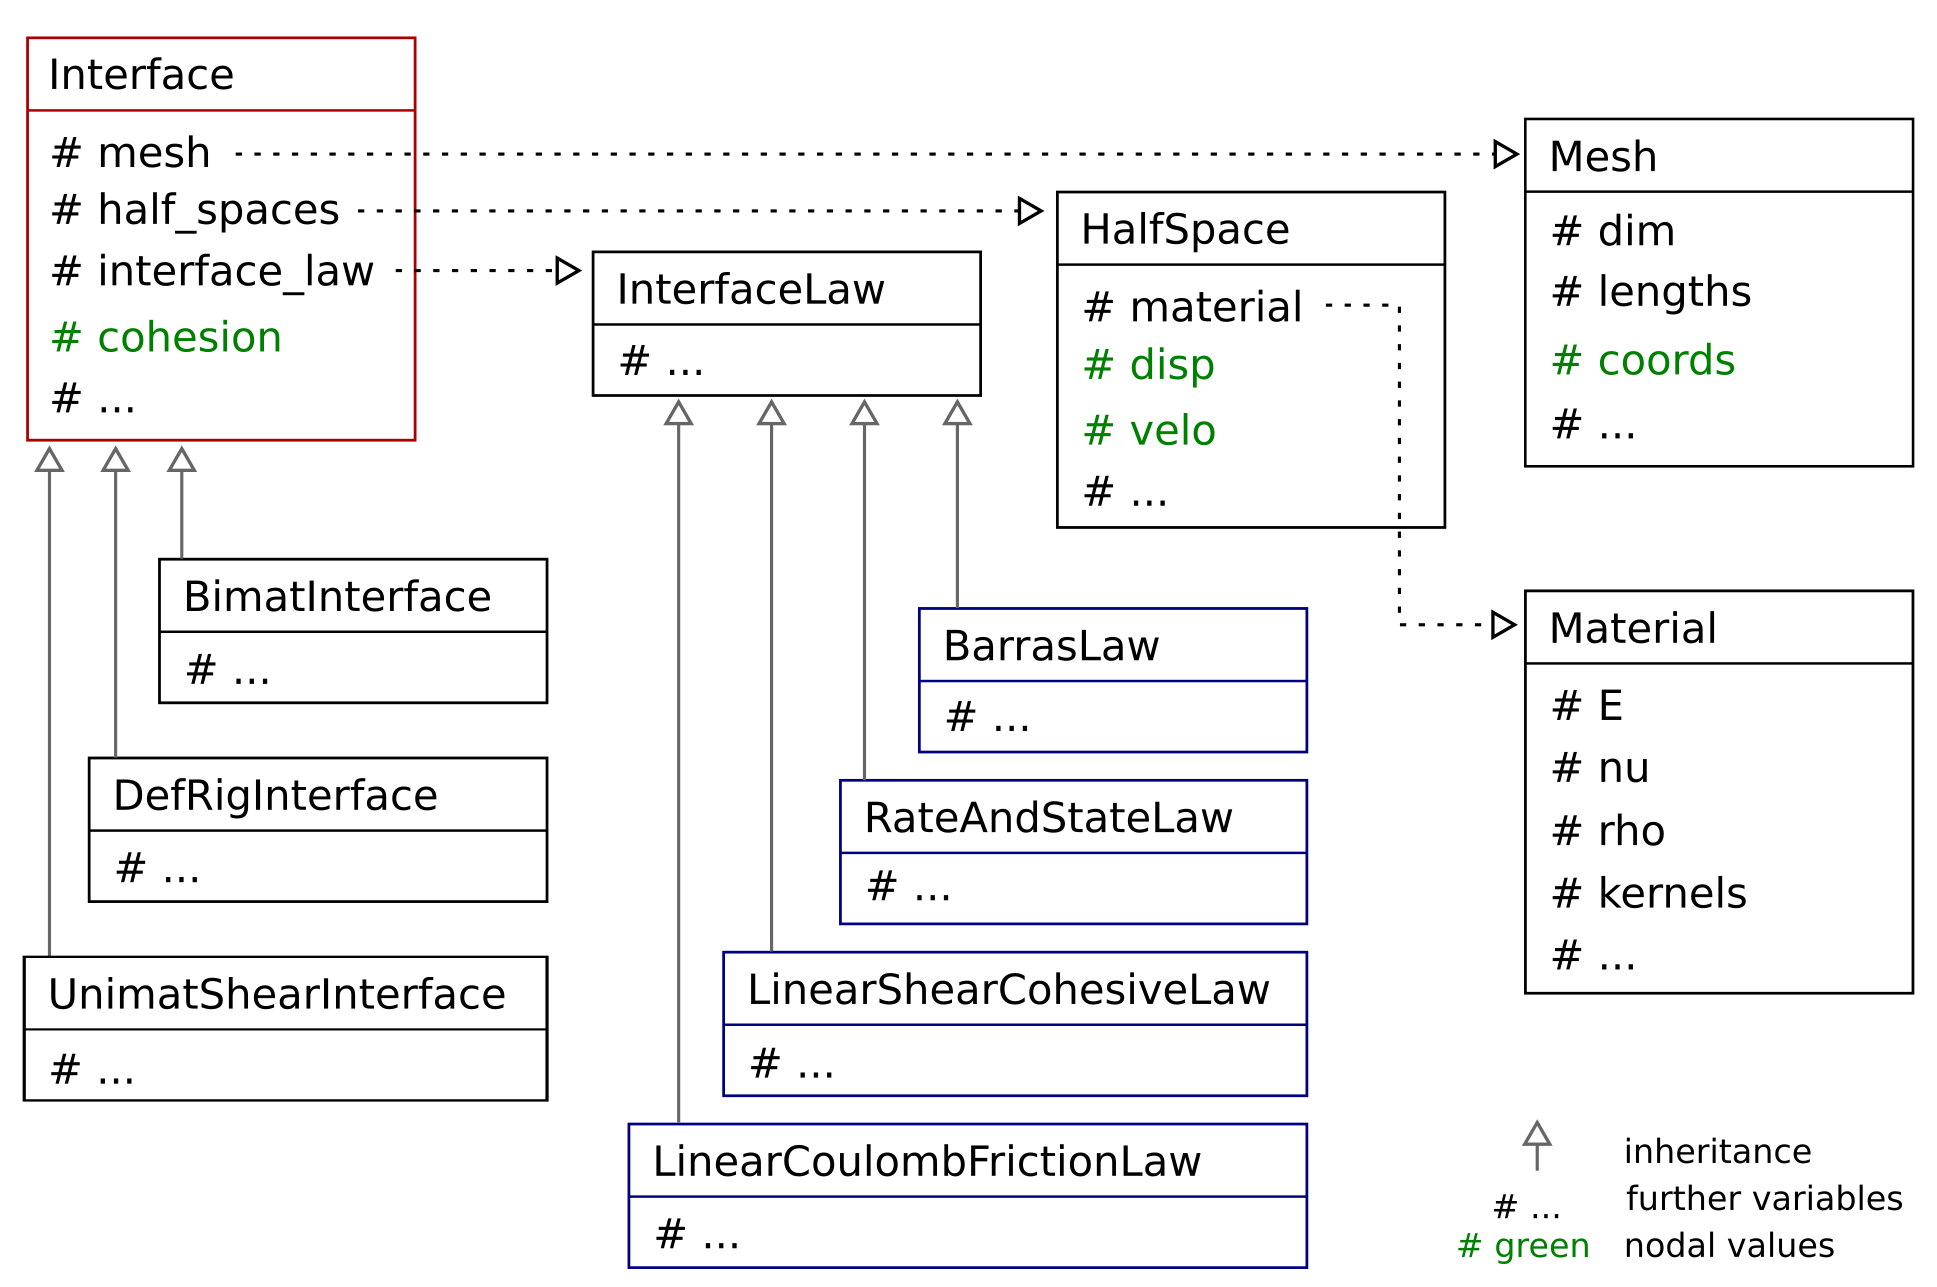 Interface
# mesh
# half_spaces
# interface_law
# cohesion
# ...
InterfaceLaw
# ...
HalfSpace
# material
# disp
# velo
# ...
Mesh
# dim
# lengths
# coords
# ...
BimatInterface
# ...
DefRigInterface
# ...
UnimatShearInterface
# ...
BarrasLaw
# ...
RateAndStateLaw
# ...
LinearShearCohesiveLaw
# ...
LinearCoulombFrictionLaw
# ...
Material
# E
# nu
# rho
# kernels
# ...
inheritance
# ... further variables
# green nodal values